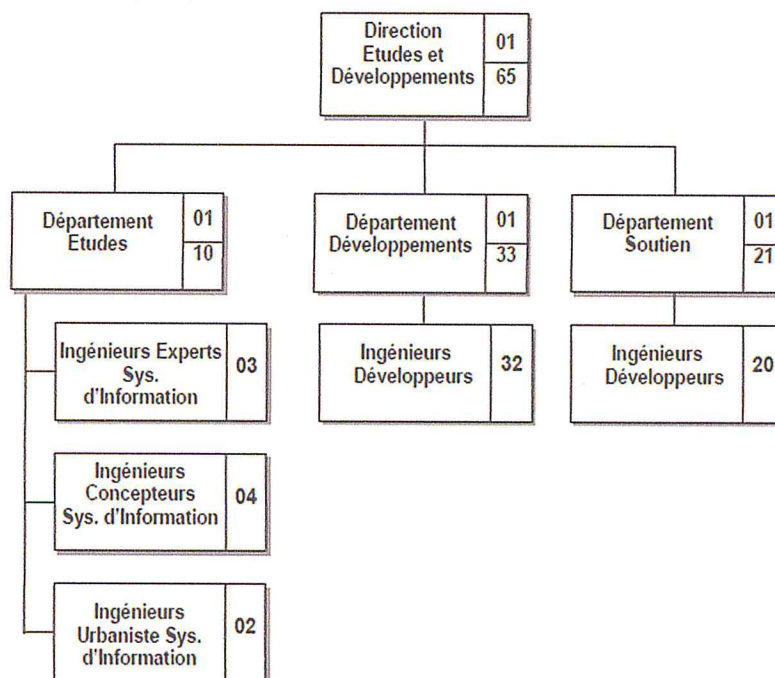 Direction
Etudes et
Développements
01
65
Département
Etudes
01
10
Département
Développements
01
33
Département
Soutien
01
21
Ingénieurs Experts
Sys.
d'Information
03
Ingénieurs
Développeurs
32
Ingénieurs
Développeurs
20
Ingénieurs
Concepteurs
Sys. d'Information
04
Ingénieurs
Urbaniste Sys.
d'Information
02